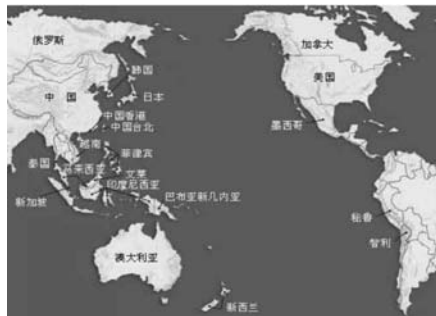 俄罗斯
加拿大
中国
韩国
美国
日本
中国香港
中国台北
墨西哥
越南
菲律宾
泰国
马来西亚
文莱
印度尼西亚
新加坡
巴布亚新几内亚
秘鲁
智利
澳大利亚
新西兰